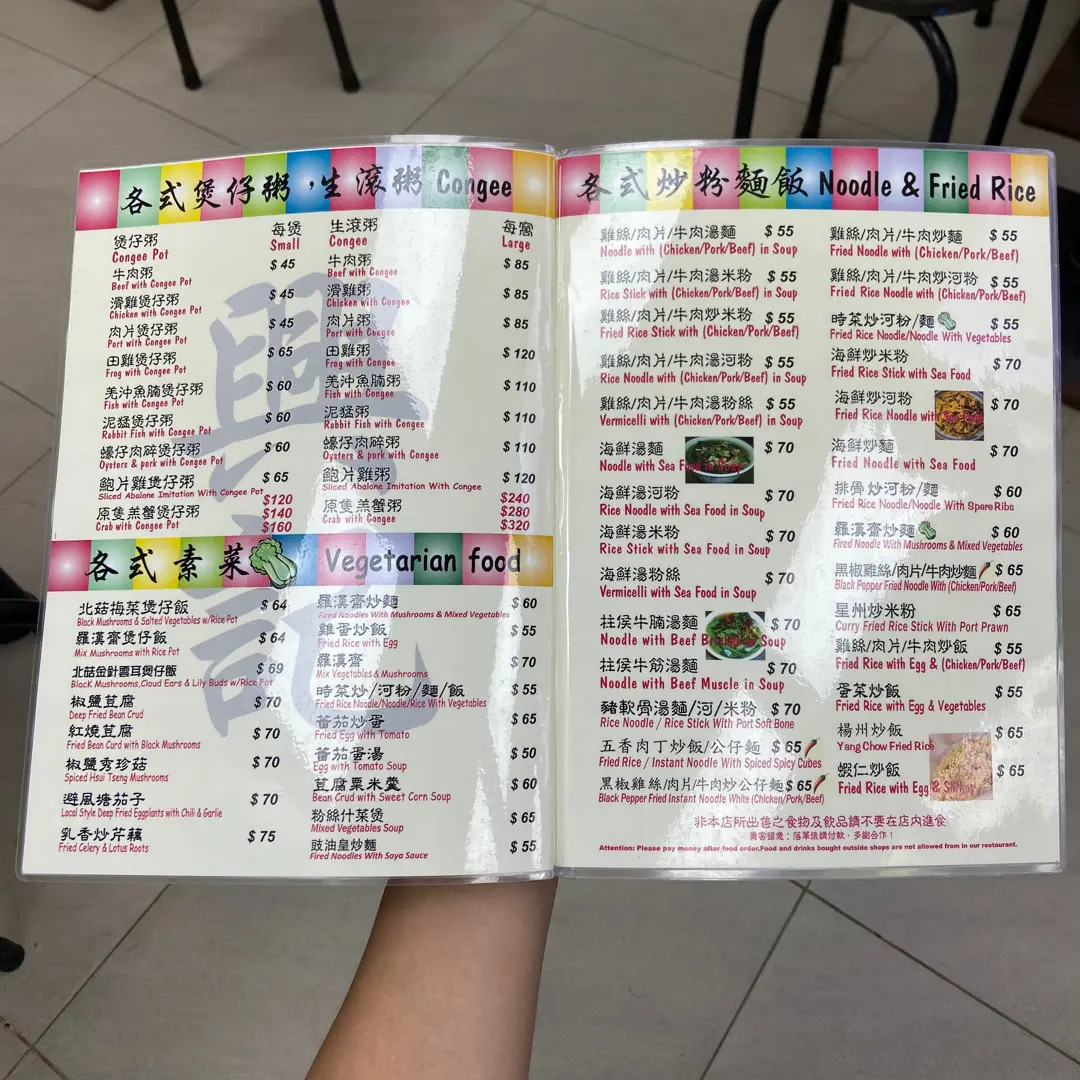 各式煲仔粥，生滾粥 Congee
煲仔粥 每煲
Congee Pot Small
牛肉粥 $ 45
Beef with Congee Pot
滑雞煲仔粥 $ 45
Chicken with Congee Pot
肉片煲仔粥 $ 45
Port with Congee Pot
田雞煲仔粥 $ 65
Frog with Congee Pot
羌沖魚腩煲仔粥 $ 60
Fish with Congee Pot
泥猛煲仔粥 $ 60
Rabbit Fish with Congee Pot
蠔仔肉碎煲仔粥 $ 60
Oysters & pork with Congee Pot
鮑片雞煲仔粥 $ 65
Sliced Abalone Imitation With Congee Pot
原隻羔蟹煲仔粥 $120
Crab with Congee Pot $140
$160
生滾粥 每窩
Congee Large
牛肉粥 $ 85
Beef with Congee
滑雞粥 $ 85
Chicken with Congee
肉片粥 $ 85
Port with Congee
田雞粥 $ 120
Frog with Congee
羌沖魚腩粥 $ 110
Fish with Congee
泥猛粥 $ 110
Rabbit Fish with Congee
蠔仔肉碎粥 $ 110
Oysters & pork with Congee
鮑片雞粥 $ 120
Sliced Abalone Imitation With Congee
原隻羔蟹粥 $240
Crab with Congee $280
$320
興記
各式素菜 Vegetarian food
北菇梅菜煲仔飯 $ 64
Black Mushrooms & Salted Vegetables w/Rice Pot
羅漢齋煲仔飯 $ 64
Mix Mushrooms with Rice Pot
北菇金針雲耳煲仔飯 $ 69
BlacK Mushrooms,Cloud Ears & Lily Buds w/Rice Pot
椒鹽荳腐 $ 70
Deep Fried Bean Crud
紅燒荳腐 $ 70
Fried Bean Curd with Black Mushrooms
椒鹽秀珍菇 $ 70
Spiced Hsui Tseng Mushrooms
避風塘茄子 $ 70
Local Style Deep Fried Eggplants with Chili & Garlic
乳香炒芹藕 $ 75
Fried Celery & Lotus Roots
羅漢齋炒麵 $ 60
Fired Noodles With Mushrooms & Mixed Vegetables
雞蛋炒飯 $ 55
Fried Rice with Egg
羅漢齋 $ 70
Mix Vegetables & Mushrooms
時菜炒/河粉/麵/飯 $ 55
Fried Rice Noodle/Noodle/Rice With Vegetables
蕃茄炒蛋 $ 65
Fried Egg with Tomato
蕃茄蛋湯 $ 50
Egg with Tomato Soup
荳腐粟米羹 $ 60
Bean Crud with Sweet Corn Soup
粉絲什菜煲 $ 65
Mixed Vegetables Soup
豉油皇炒麵 $ 55
Fired Noodles With Soya Sauce
各式炒粉麵飯 Noodle & Fried Rice
雞絲/肉片/牛肉湯麵 $ 55
Noodle with (Chicken/Pork/Beef) in Soup
雞絲/肉片/牛肉湯米粉 $ 55
Rice Stick with (Chicken/Pork/Beef) in Soup
雞絲/肉片/牛肉炒米粉 $ 55
Fried Rice Stick with (Chicken/Pork/Beef)
雞絲/肉片/牛肉湯河粉 $ 55
Rice Noodle with (Chicken/Pork/Beef) in Soup
雞絲/肉片/牛肉湯粉絲 $ 55
Vermicelli with (Chicken/Pork/Beef) in Soup
海鮮湯麵 $ 70
Noodle with Sea Food in Soup
海鮮湯河粉 $ 70
Rice Noodle with Sea Food in Soup
海鮮湯米粉 $ 70
Rice Stick with Sea Food in Soup
海鮮湯粉絲 $ 70
Vermicelli with Sea Food in Soup
柱侯牛腩湯麵 $ 70
Noodle with Beef in Soup
柱侯牛筋湯麵 $ 70
Noodle with Beef Muscle in Soup
豬軟骨湯麵/河/米粉 $ 70
Rice Noodle / Rice Stick With Port Soft Bone
五香肉丁炒飯/公仔麵 $ 65
Fried Rice / Instant Noodle With Spiced Spicy Cubes
黑椒雞絲/肉片/牛肉炒公仔麵 $ 65
Black Pepper Fried Instant Noodle White (Chicken/Pork/Beef)
雞絲/肉片/牛肉炒麵 $ 55
Fried Noodle with (Chicken/Pork/Beef)
雞絲/肉片/牛肉炒河粉 $ 55
Fried Rice Noodle with (Chicken/Pork/Beef)
時菜炒河粉/麵 $ 55
Fried Rice Noodle/Noodle With Vegetables
海鮮炒米粉 $ 70
Fried Rice Stick with Sea Food
海鮮炒河粉 $ 70
Fried Rice Noodle with
海鮮炒麵 $ 70
Fried Noodle with Sea Food
排骨炒河粉/麵 $ 60
Fried Rice Noodle/Noodle With Spare Ribs
羅漢齋炒麵 $ 60
Fired Noodle With Mushrooms & Mixed Vegetables
黑椒雞絲/肉片/牛肉炒麵 $ 65
Black Pepper Fried Noodle With (Chicken/Pork/Beef)
星州炒米粉 $ 65
Curry Fried Rice Stick With Port Prawn
雞絲/肉片/牛肉炒飯 $ 55
Fried Rice with Egg & (Chicken/Pork/Beef)
蛋菜炒飯 $ 55
Fried Rice with Egg & Vegetables
楊州炒飯 $ 65
Yang Chow Fried Rice
蝦仁炒飯 $ 65
Fried Rice with Egg &
非本店所出售之食物及飲品請不要在店內進食
貴客留意：落單後請付款，多謝合作！
Attention: Please pay money after food order.Food and drinks bought outside shops are not allowed from in our restaurant.